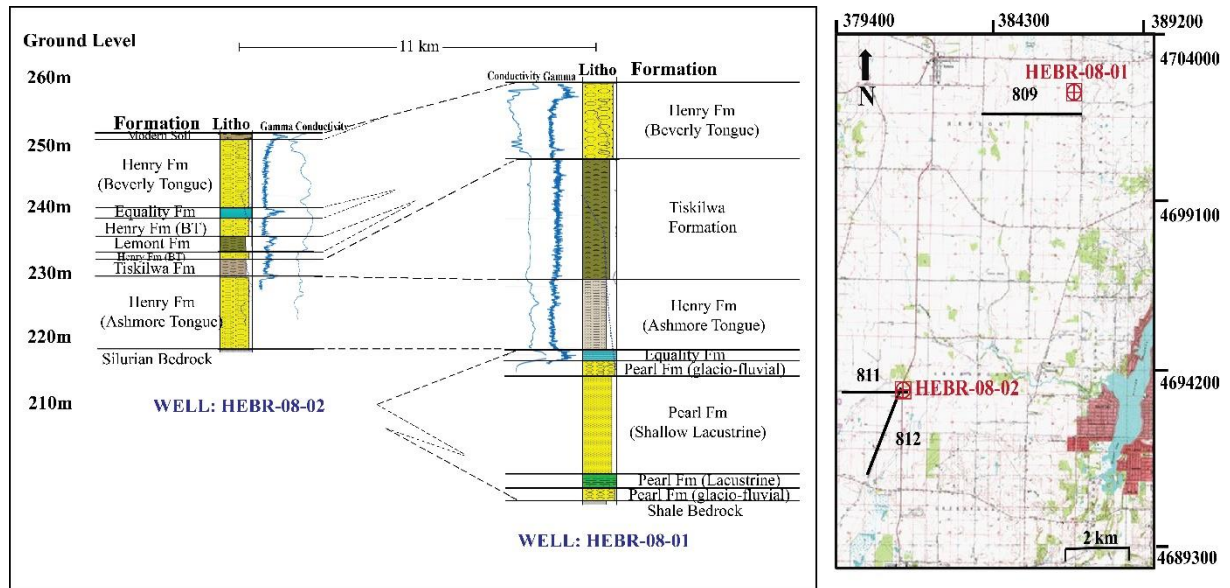 Ground Level
11 km
260m
250m
240m
230m
220m
210m
Formation
Litho
Gamma Conductivity
Modern Soil
Henry Fm
(Beverly Tongue)
Equality Fm
Henry Fm (BT)
Lemont Fm
Henry Fm (BT)
Tiskilwa Fm
Henry Fm
(Ashmore Tongue)
Silurian Bedrock
WELL: HEBR-08-02
Conductivity Gamma
Litho
Formation
Henry Fm
(Beverly Tongue)
Tiskilwa
Formation
Henry Fm
(Ashmore Tongue)
Equality Fm
Pearl Fm (glacio-fluvial)
Pearl Fm
(Shallow Lacustrine)
Pearl Fm (Lacustrine)
Pearl Fm (glacio-fluvial)
Shale Bedrock
WELL: HEBR-08-01
379400
384300
389200
4704000
4699100
4694200
4689300
N
HEBR-08-01
809
811
HEBR-08-02
812
2 km